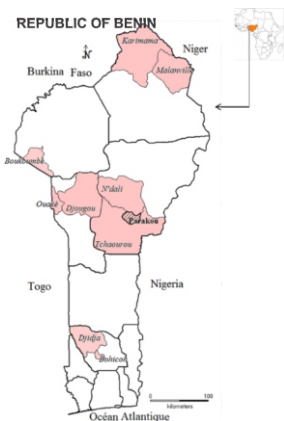 REPUBLIC OF BENIN
Karimama
N
Niger
Malanville
Burkina Faso
Boukoumbé
N'dali
Ouaké
Djougou
Parakou
Tchaourou
Togo
Nigeria
Djidja
Bohicon
0 100
kilometers
Océan Atlantique